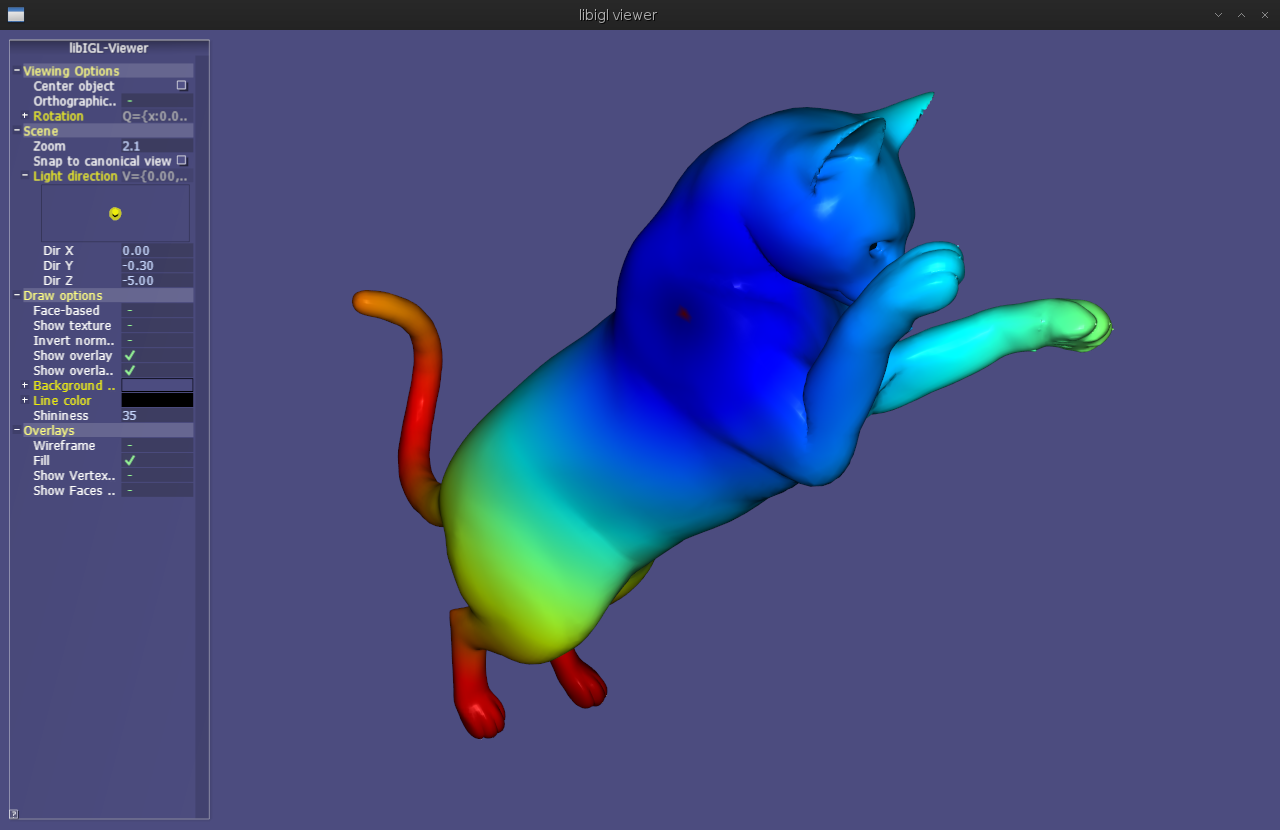 libigl viewer
libIGL-Viewer
Viewing Options
Center object
Orthographic.. -
Rotation Q={x:0.0..
Scene
Zoom 2.1
Snap to canonical view
Light direction V={0.00,..
Dir X 0.00
Dir Y -0.30
Dir Z -5.00
Draw options
Face-based -
Show texture -
Invert norm.. -
Show overlay
Show overla..
Background ..
Line color
Shininess 35
Overlays
Wireframe -
Fill
Show Vertex.. -
Show Faces .. -
?